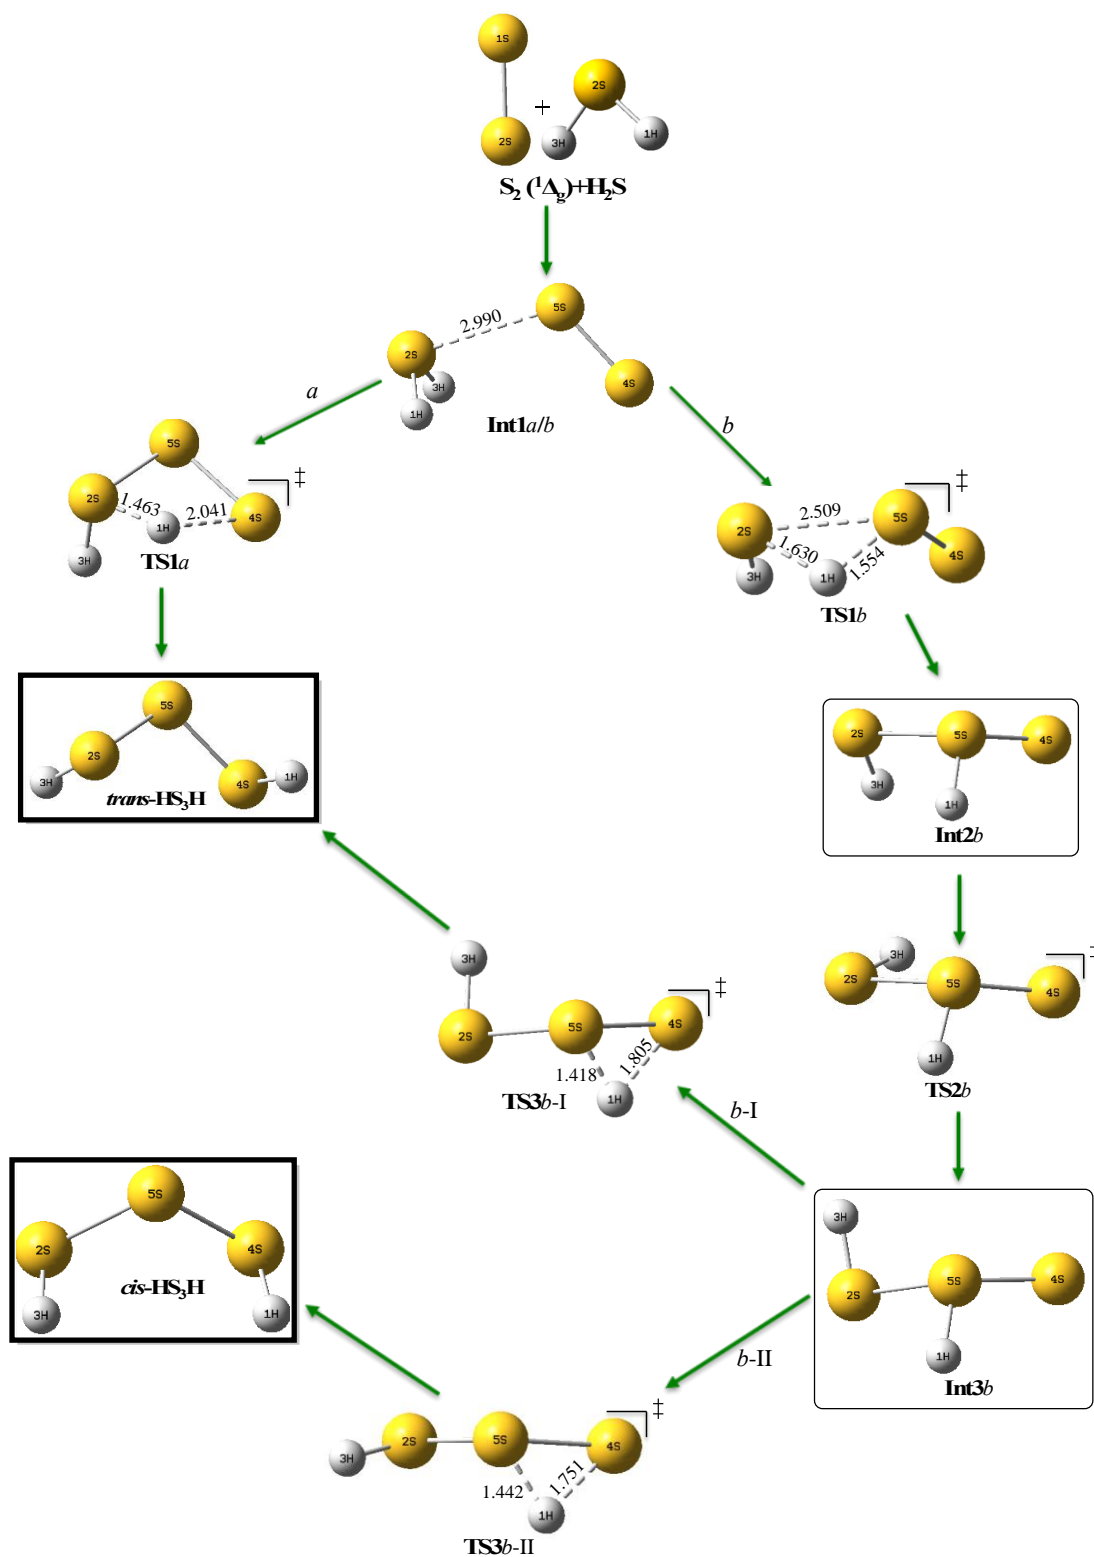 1S
2S
+
2S
3H
1H
S₂ (¹Δg)+H₂S
5S
2.990
2S
3H
4S
1H
Int1a/b
a
b
5S
‡
2S
1.463
2.041
1H
4S
3H
TS1a
‡
2.509
5S
2S
1.630
1.554
4S
3H
1H
TS1b
5S
2S
3H
4S
1H
trans-HS₃H
2S
5S
4S
3H
1H
Int2b
3H
‡
2S
5S
4S
1H
TS2b
3H
‡
2S
5S
4S
1.418
1.805
1H
TS3b-I
b-I
5S
2S
4S
cis-HS₃H
3H
1H
3H
5S
4S
2S
1H
Int3b
b-II
‡
2S
5S
4S
3H
1.442
1.751
1H
TS3b-II